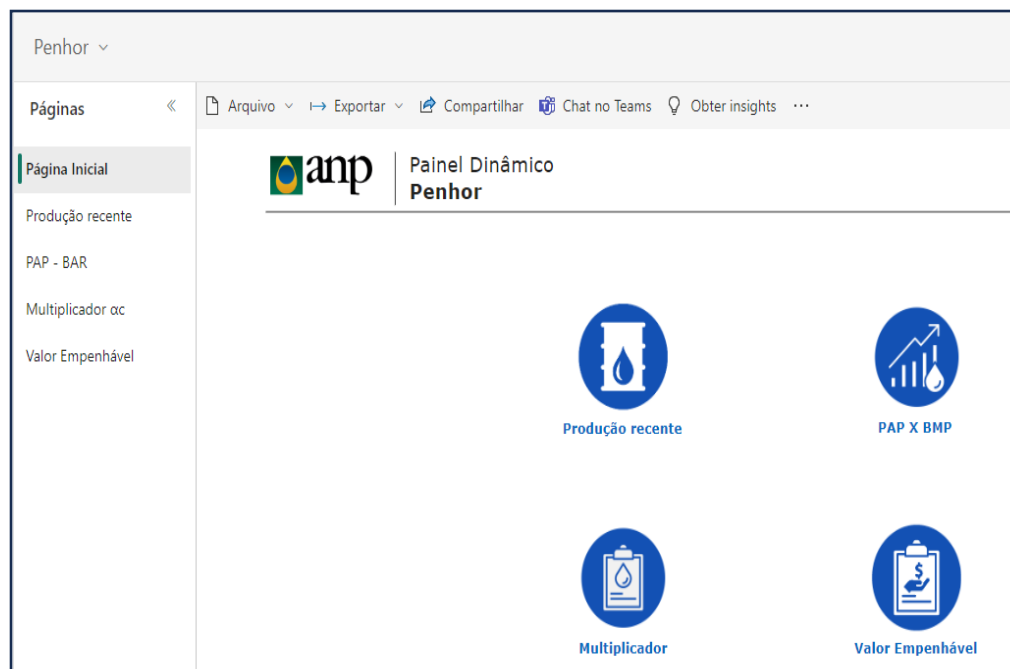 Penhor
Páginas
Arquivo
Exportar
Compartilhar
Chat no Teams
Obter insights
Página Inicial
Produção recente
PAP - BAR
Multiplicador αc
Valor Empenhável
anp
Painel Dinâmico
Penhor
Produção recente
PAP X BMP
$
Multiplicador
Valor Empenhável